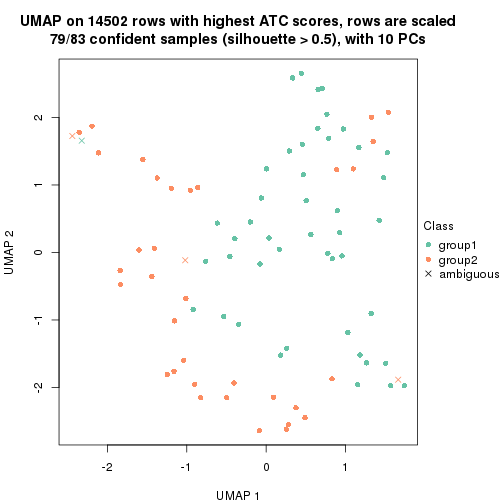 UMAP on 14502 rows with highest ATC scores, rows are scaled
79/83 confident samples (silhouette > 0.5), with 10 PCs
2
1
0
-1
-2
UMAP 2
-2
-1
0
1
UMAP 1
Class
group1
group2
ambiguous